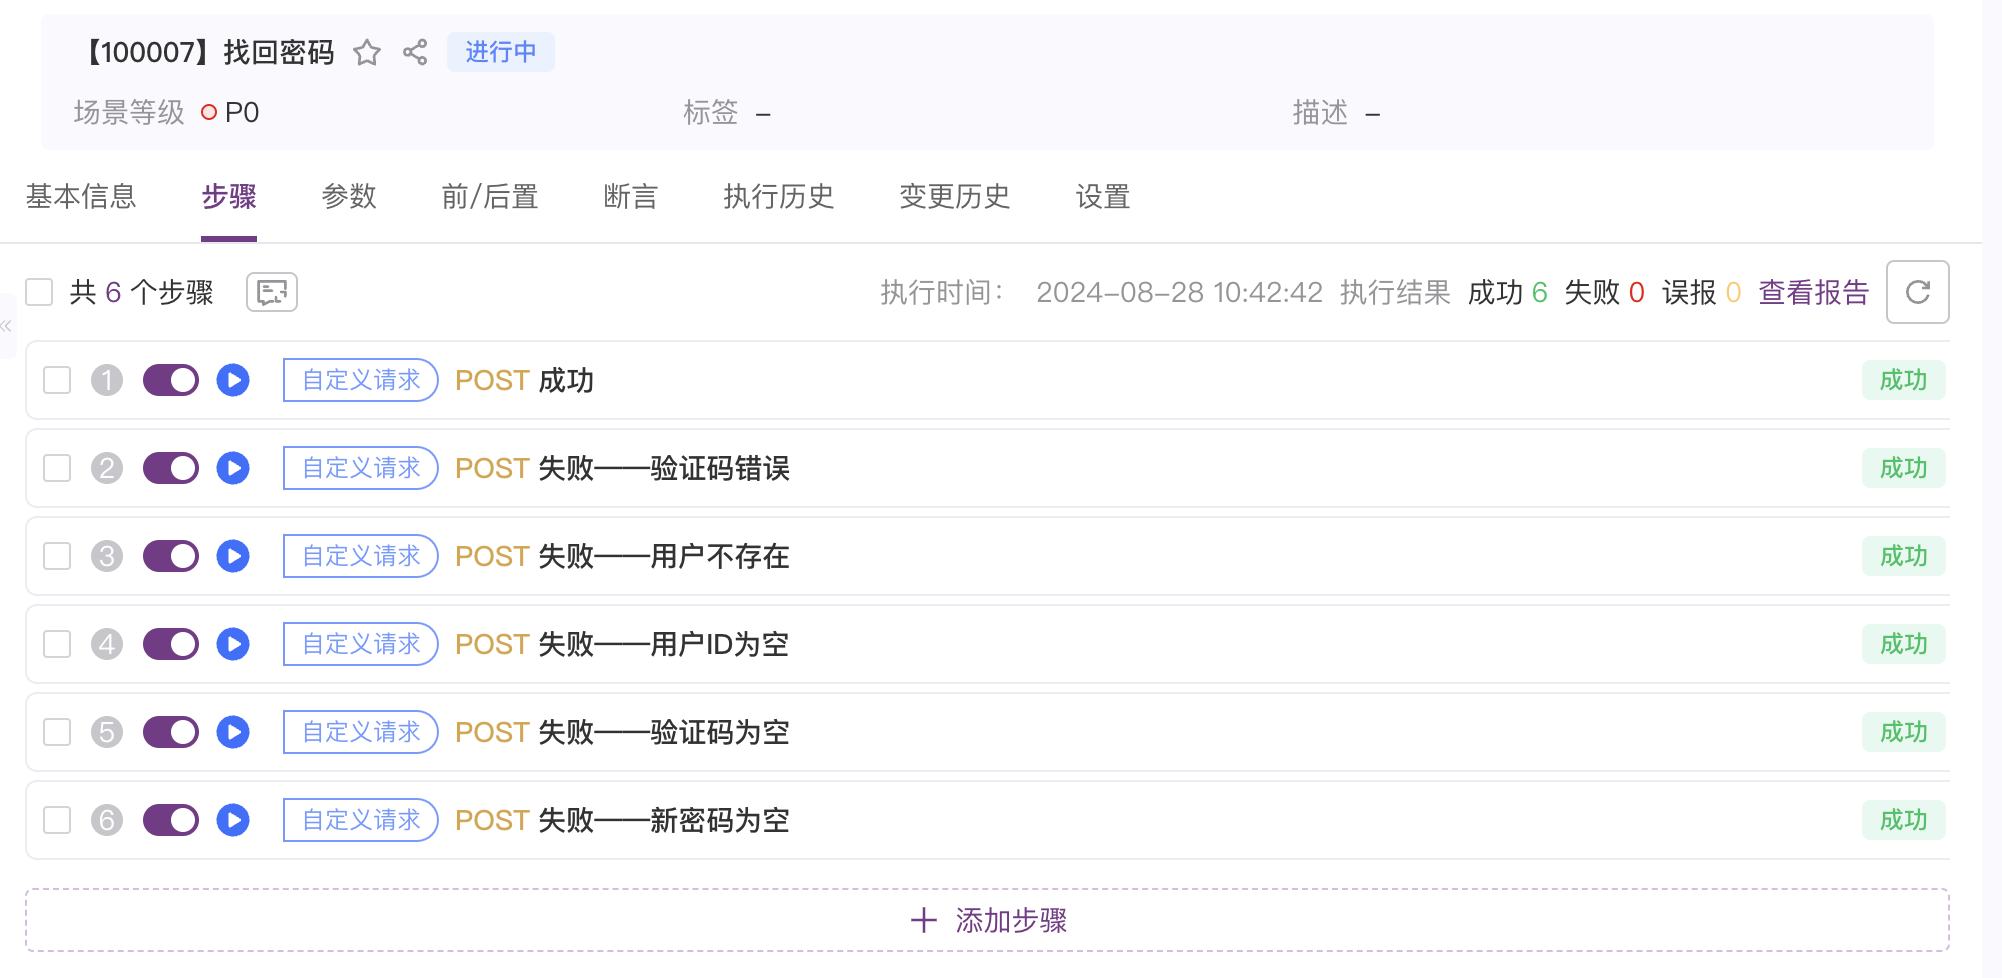 【100007】找回密码 进行中
场景等级 P0 标签 – 描述 –
基本信息 步骤 参数 前/后置 断言 执行历史 变更历史 设置
共 6 个步骤 执行时间： 2024-08-28 10:42:42 执行结果 成功 6 失败 0 误报 0 查看报告
1 自定义请求 POST 成功 成功
2 自定义请求 POST 失败——验证码错误 成功
3 自定义请求 POST 失败——用户不存在 成功
4 自定义请求 POST 失败——用户ID为空 成功
5 自定义请求 POST 失败——验证码为空 成功
6 自定义请求 POST 失败——新密码为空 成功
添加步骤